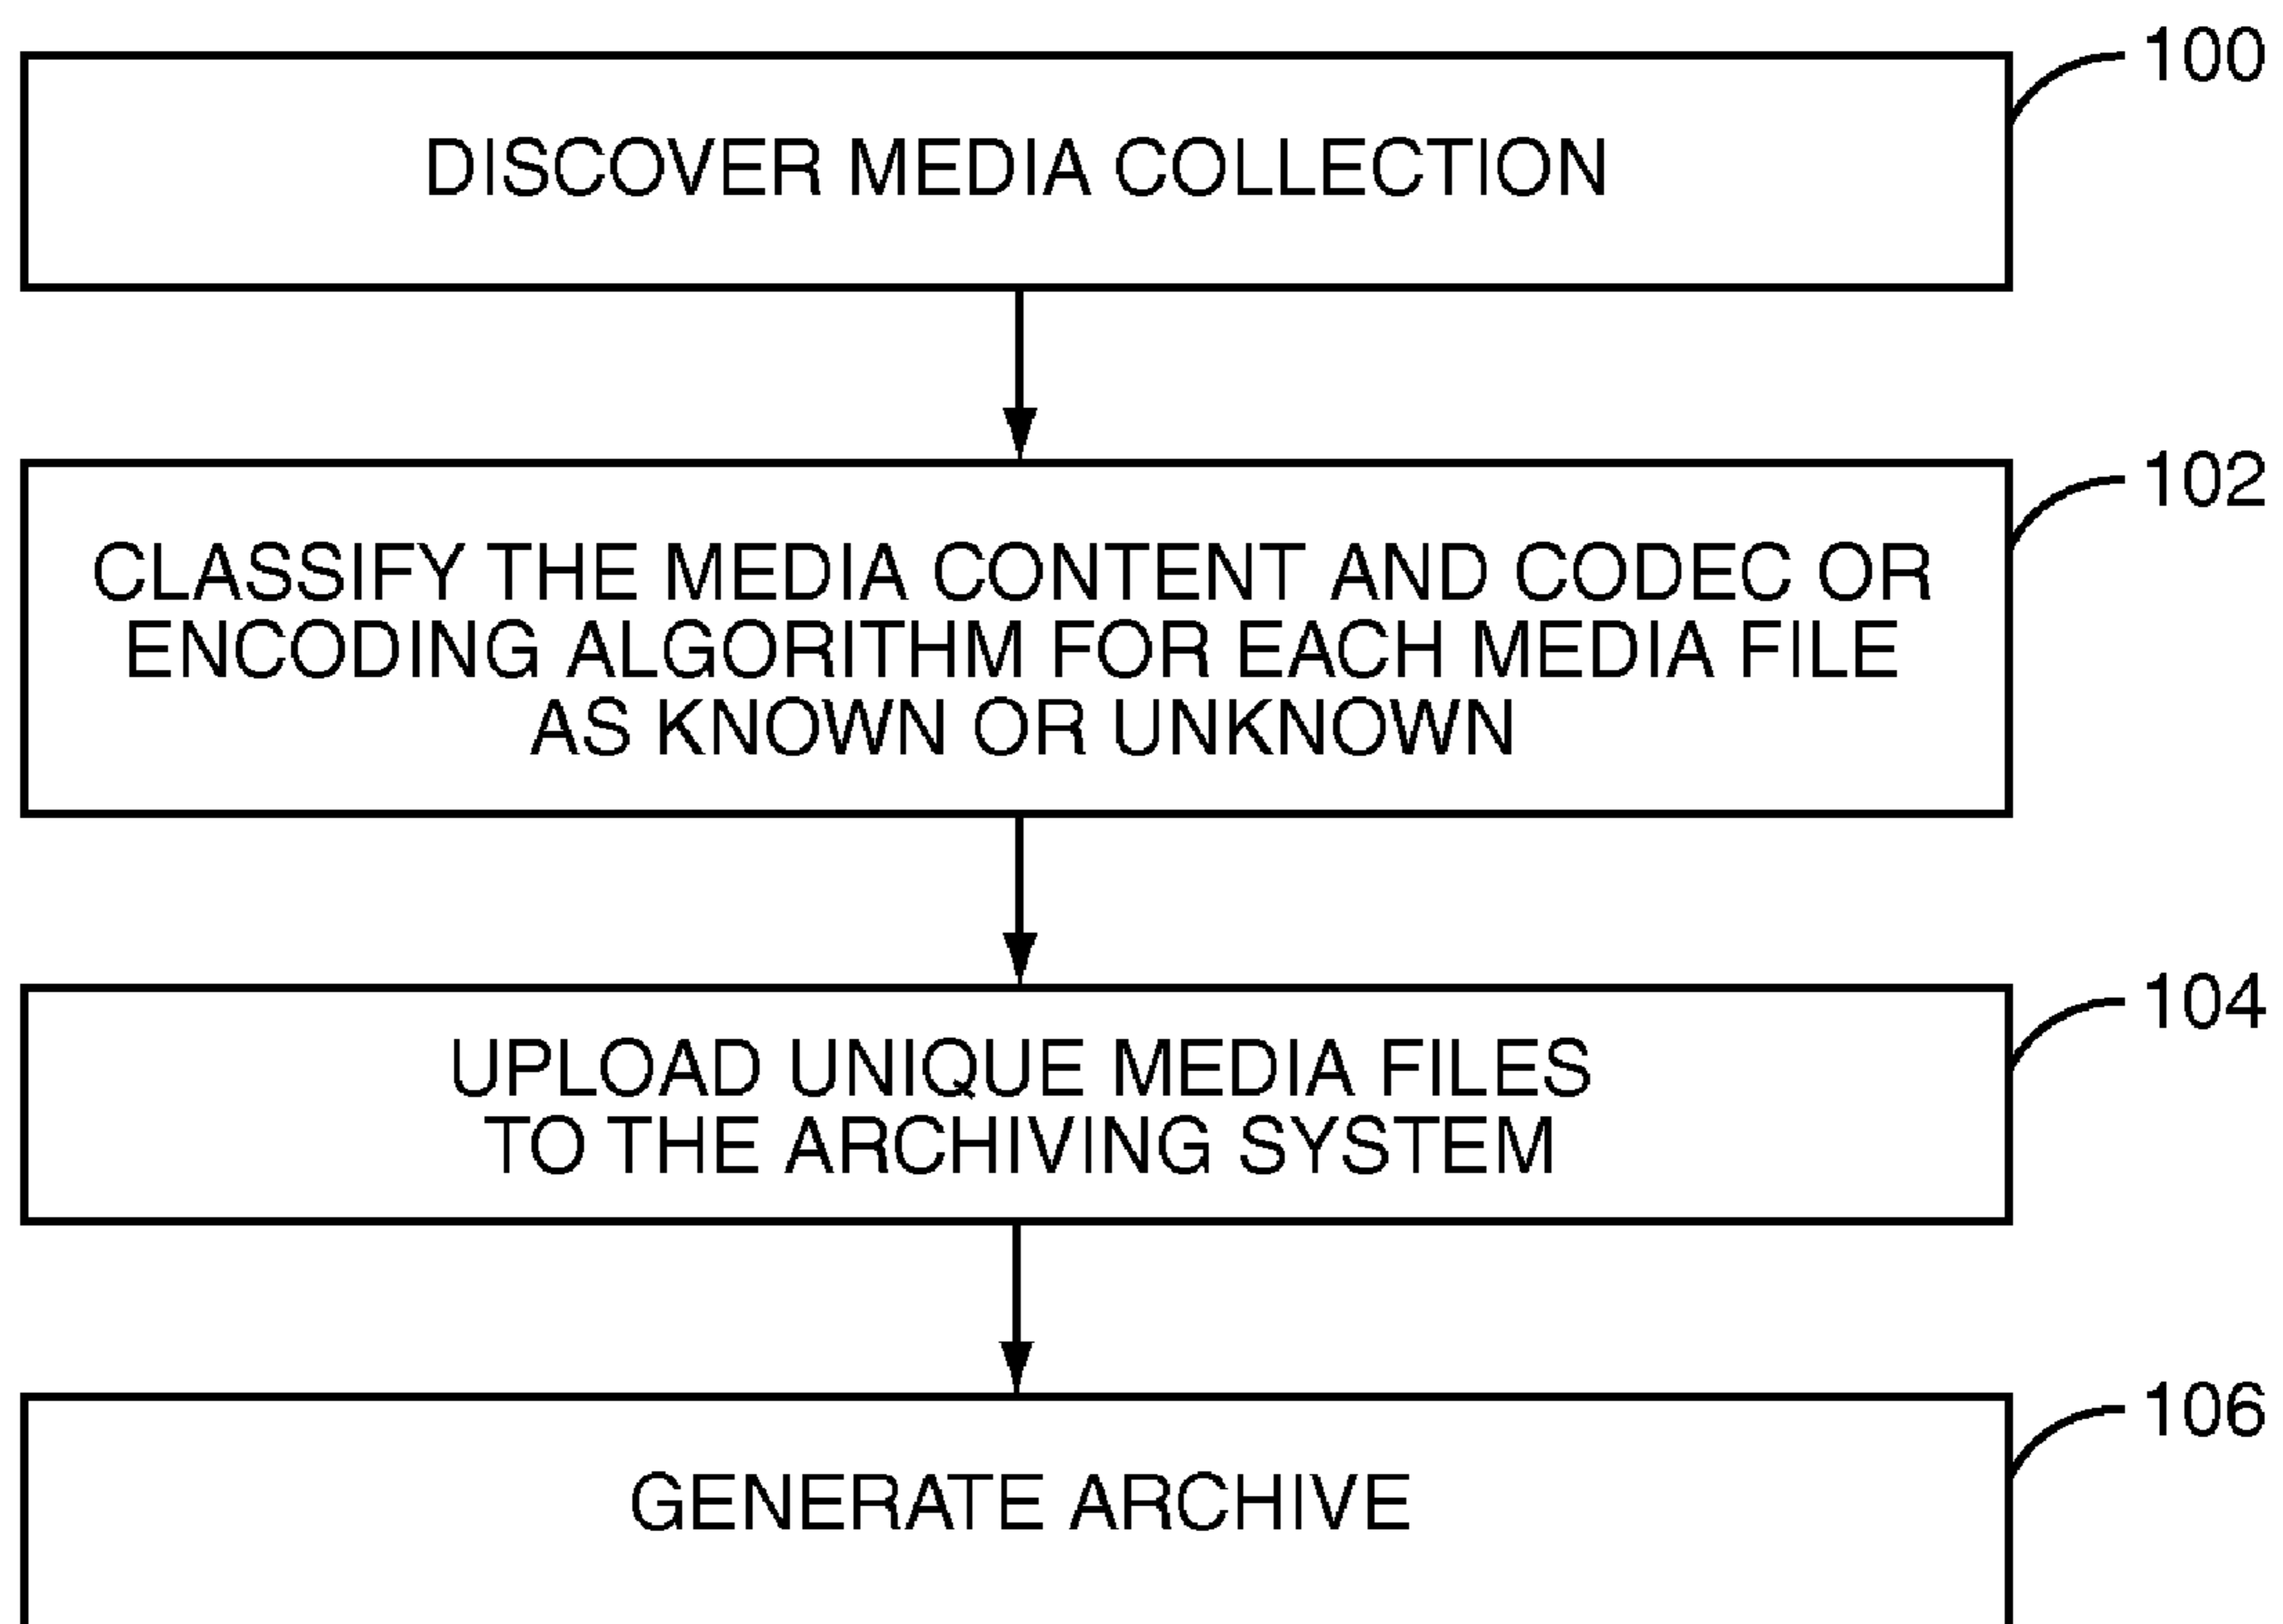 100
DISCOVER MEDIA COLLECTION
102
CLASSIFY THE MEDIA CONTENT AND CODEC OR
ENCODING ALGORITHM FOR EACH MEDIA FILE
AS KNOWN OR UNKNOWN
104
UPLOAD UNIQUE MEDIA FILES
TO THE ARCHIVING SYSTEM
106
GENERATE ARCHIVE